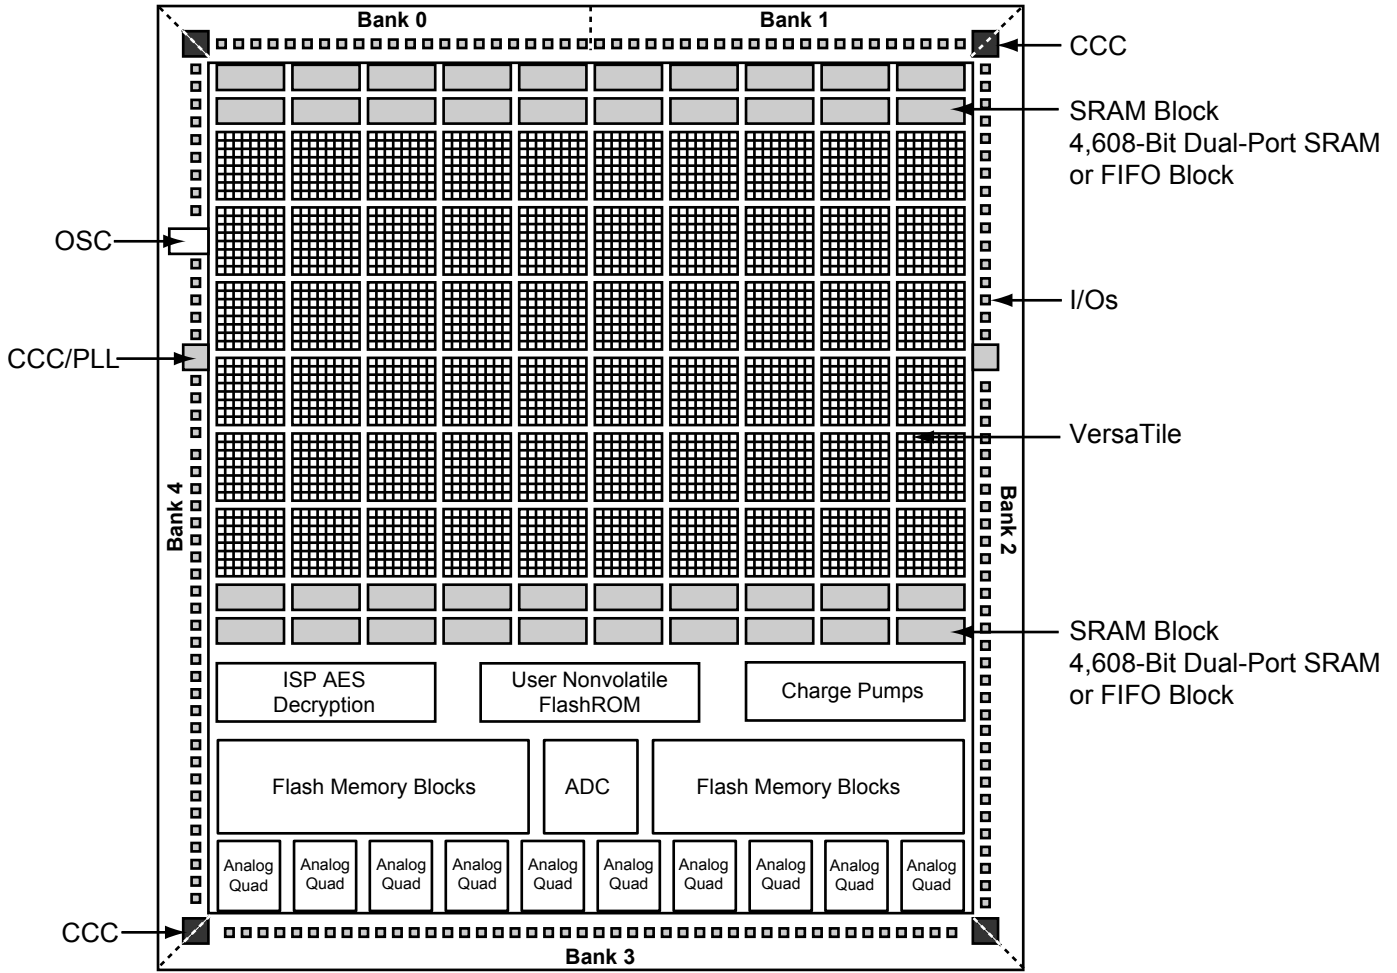 Bank 0
Bank 1
CCC
SRAM Block
4,608-Bit Dual-Port SRAM
or FIFO Block
OSC
I/Os
CCC/PLL
VersaTile
Bank 4
Bank 2
SRAM Block
4,608-Bit Dual-Port SRAM
or FIFO Block
ISP AES
Decryption
User Nonvolatile
FlashROM
Charge Pumps
Flash Memory Blocks
ADC
Flash Memory Blocks
Analog
Quad
Analog
Quad
Analog
Quad
Analog
Quad
Analog
Quad
Analog
Quad
Analog
Quad
Analog
Quad
Analog
Quad
Analog
Quad
CCC
Bank 3